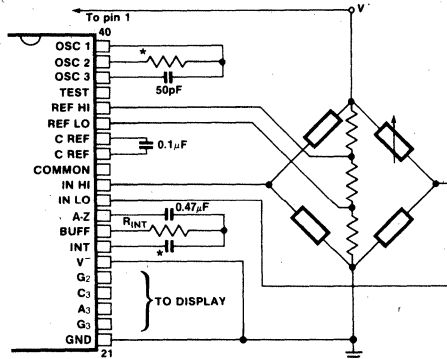 To pin 1
V
40
OSC 1
OSC 2
*
OSC 3
50pF
TEST
REF HI
REF LO
C REF
0.1μF
C REF
COMMON
IN HI
IN LO
A-Z
0.47μF
BUFF
RINT
INT
*
V⁻
G2
C3
TO DISPLAY
A3
G3
GND
21